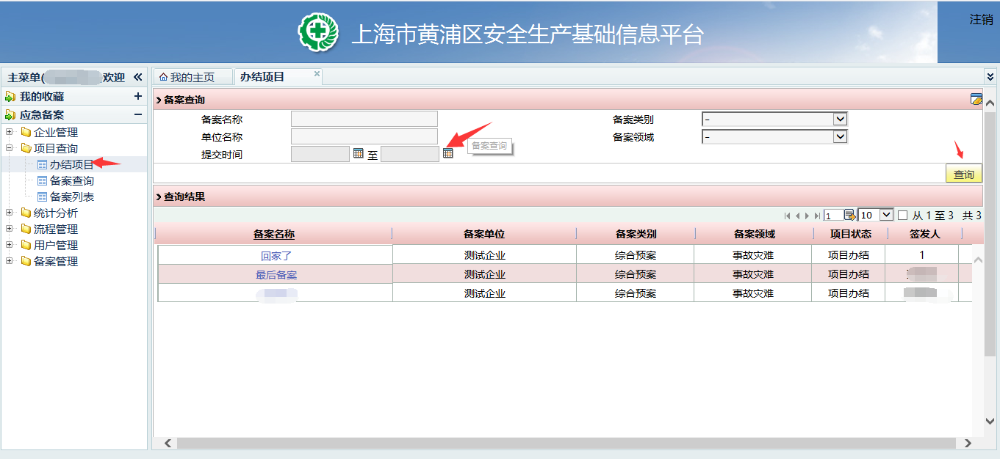 注销
上海市黄浦区安全生产基础信息平台
主菜单( 欢迎
我的主页 办结项目
我的收藏
应急备案
企业管理
项目查询
办结项目
备案查询
备案列表
统计分析
流程管理
用户管理
备案管理
备案查询
备案名称 备案类别 -
单位名称 备案领域 -
提交时间 至
备案查询
查询
查询结果
1 10 从 1 至 3 共 3
备案名称 备案单位 备案类别 备案领域 项目状态 签发人
回家了 测试企业 综合预案 事故灾难 项目办结 1
最后备案 测试企业 综合预案 事故灾难 项目办结
测试企业 综合预案 事故灾难 项目办结